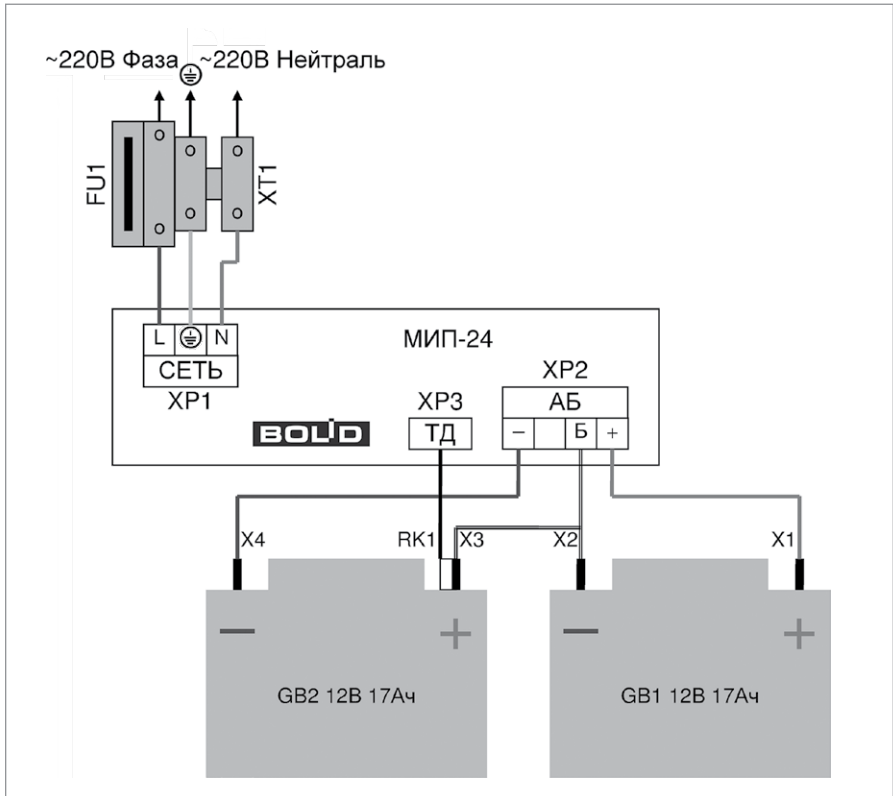 ~220В Фаза ~220В Нейтраль
FU1
XT1
L N
СЕТЬ
XP1
МИП-24
XP2
XP3
АБ
BOLID
ТД
− Б +
X4 RK1 X3 X2 X1
− + − +
GB2 12В 17Ач GB1 12В 17Ач